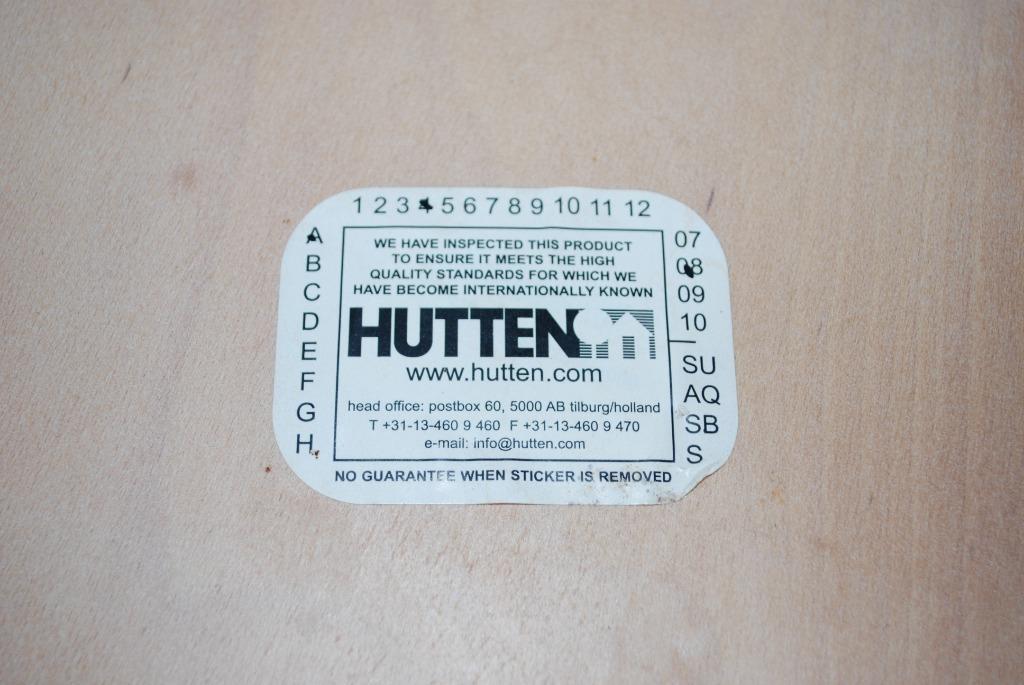 1 2 3 4 5 6 7 8 9 10 11 12
A
B
C
D
E
F
G
H
WE HAVE INSPECTED THIS PRODUCT
TO ENSURE IT MEETS THE HIGH
QUALITY STANDARDS FOR WHICH WE
HAVE BECOME INTERNATIONALLY KNOWN
HUTTEN
www.hutten.com
head office: postbox 60, 5000 AB tilburg/holland
T +31-13-460 9 460 F +31-13-460 9 470
e-mail: info@hutten.com
07
08
09
10
SU
AQ
SB
S
NO GUARANTEE WHEN STICKER IS REMOVED